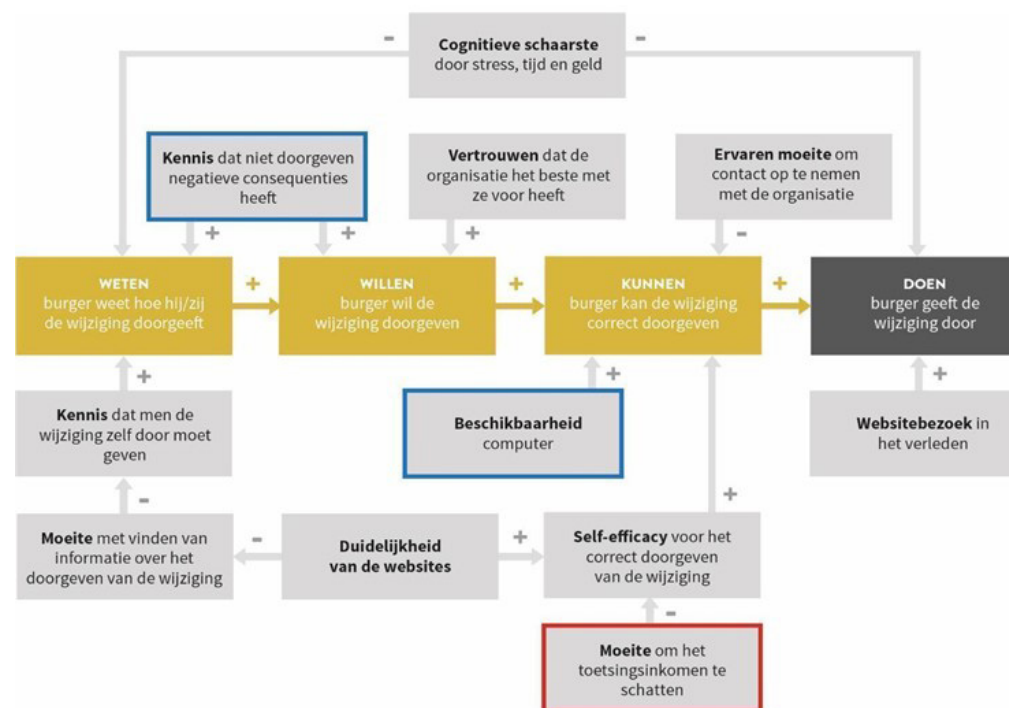 -
Cognitieve schaarste
door stress, tijd en geld
-
Kennis dat niet doorgeven
negatieve consequenties
heeft
Vertrouwen dat de
organisatie het beste met
ze voor heeft
Ervaren moeite om
contact op te nemen
met de organisatie
+
+
+
-
WETEN
burger weet hoe hij/zij
de wijziging doorgeeft
+
WILLEN
burger wil de
wijziging doorgeven
+
KUNNEN
burger kan de wijziging
correct doorgeven
+
DOEN
burger geeft de
wijziging door
+
+
+
Kennis dat men de
wijziging zelf door moet
geven
Beschikbaarheid
computer
Websitebezoek in
het verleden
-
+
Moeite met vinden van
informatie over het
doorgeven van de wijziging
-
Duidelijkheid
van de websites
+
Self-efficacy voor het
correct doorgeven
van de wijziging
-
Moeite om het
toetsingsinkomen te
schatten